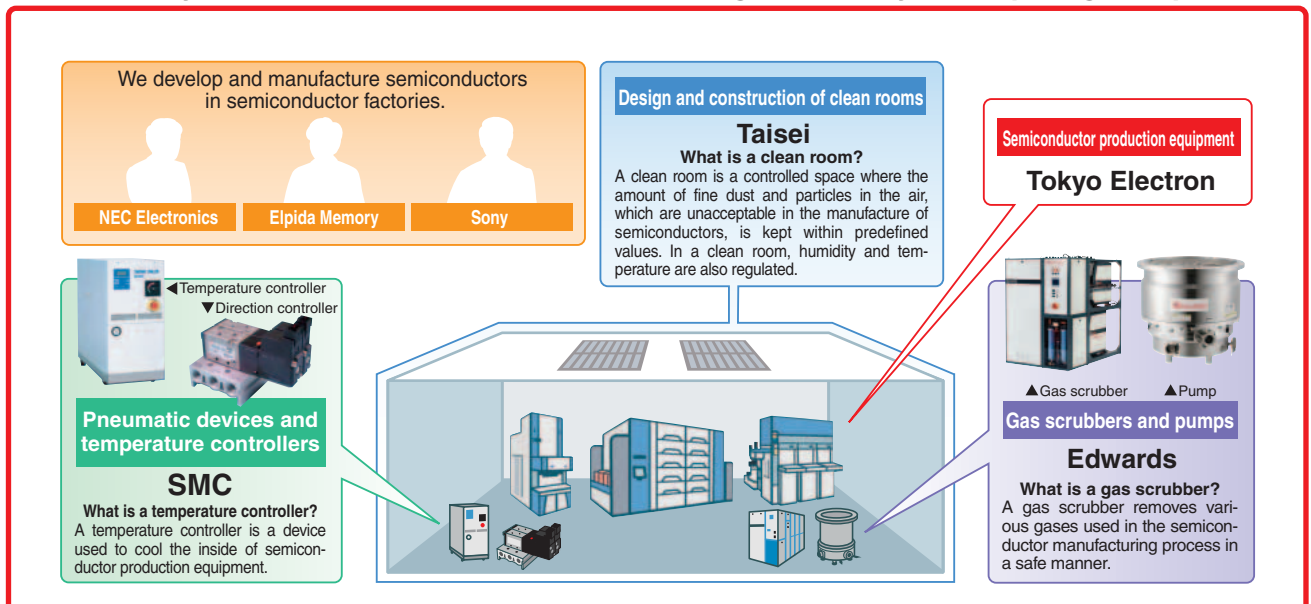 We develop and manufacture semiconductors
in semiconductor factories.
NEC Electronics
Elpida Memory
Sony
Design and construction of clean rooms
Taisei
What is a clean room?
A clean room is a controlled space where the
amount of fine dust and particles in the air,
which are unacceptable in the manufacture of
semiconductors, is kept within predefined
values. In a clean room, humidity and tem-
perature are also regulated.
Semiconductor production equipment
Tokyo Electron
◀Temperature controller
▼Direction controller
Pneumatic devices and
temperature controllers
SMC
What is a temperature controller?
A temperature controller is a device
used to cool the inside of semicon-
ductor production equipment.
▲Gas scrubber
▲Pump
Gas scrubbers and pumps
Edwards
What is a gas scrubber?
A gas scrubber removes vari-
ous gases used in the semicon-
ductor manufacturing process in
a safe manner.